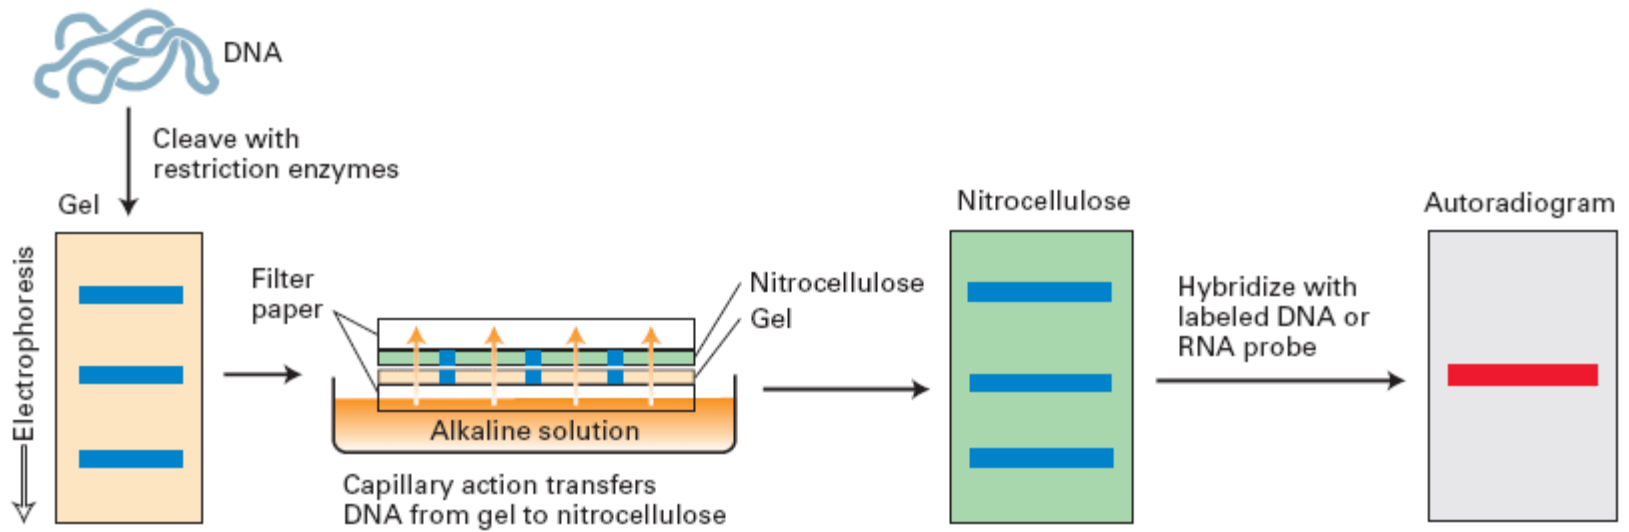 DNA
Cleave with
restriction enzymes
Gel
Electrophoresis
Filter
paper
Nitrocellulose
Gel
Alkaline solution
Capillary action transfers
DNA from gel to nitrocellulose
Nitrocellulose
Hybridize with
labeled DNA or
RNA probe
Autoradiogram